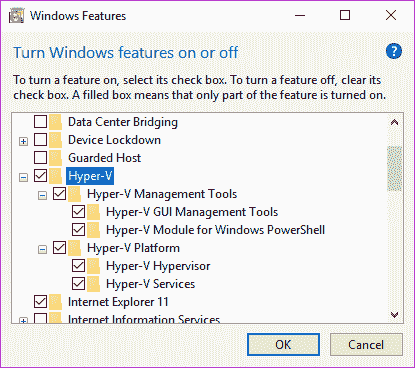 Windows Features
Turn Windows features on or off
To turn a feature on, select its check box. To turn a feature off, clear its
check box. A filled box means that only part of the feature is turned on.
Data Center Bridging
Device Lockdown
Guarded Host
Hyper-V
Hyper-V Management Tools
Hyper-V GUI Management Tools
Hyper-V Module for Windows PowerShell
Hyper-V Platform
Hyper-V Hypervisor
Hyper-V Services
Internet Explorer 11
Internet Information Services
OK
Cancel